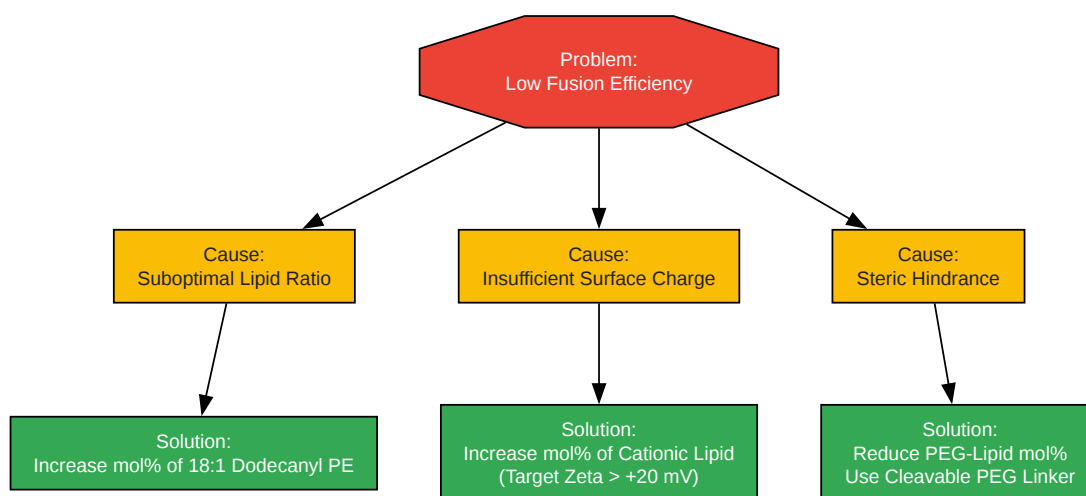 Problem:
Low Fusion Efficiency
Cause:
Suboptimal Lipid Ratio
Cause:
Insufficient Surface Charge
Cause:
Steric Hindrance
Solution:
Increase mol% of 18:1 Dodecanyl PE
Solution:
Increase mol% of Cationic Lipid
(Target Zeta > +20 mV)
Solution:
Reduce PEG-Lipid mol%
Use Cleavable PEG Linker